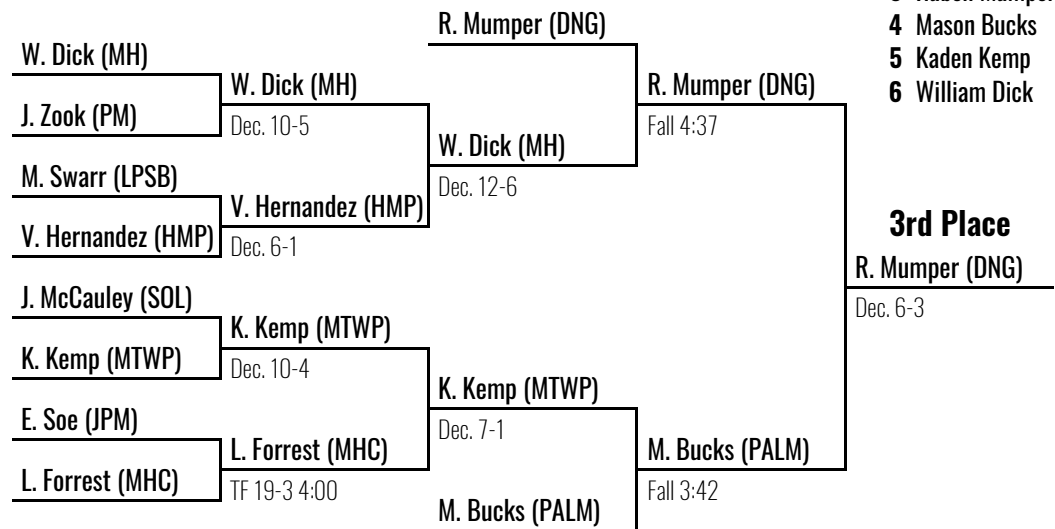 R. Mumper (DNG)
4 Mason Bucks
5 Kaden Kemp
6 William Dick
W. Dick (MH)
W. Dick (MH)
R. Mumper (DNG)
J. Zook (PM)
Dec. 10-5
Fall 4:37
W. Dick (MH)
M. Swarr (LPSB)
Dec. 12-6
V. Hernandez (HMP)
3rd Place
V. Hernandez (HMP)
Dec. 6-1
R. Mumper (DNG)
J. McCauley (SOL)
Dec. 6-3
K. Kemp (MTWP)
K. Kemp (MTWP)
Dec. 10-4
K. Kemp (MTWP)
E. Soe (JPM)
Dec. 7-1
L. Forrest (MHC)
M. Bucks (PALM)
L. Forrest (MHC)
TF 19-3 4:00
Fall 3:42
M. Bucks (PALM)